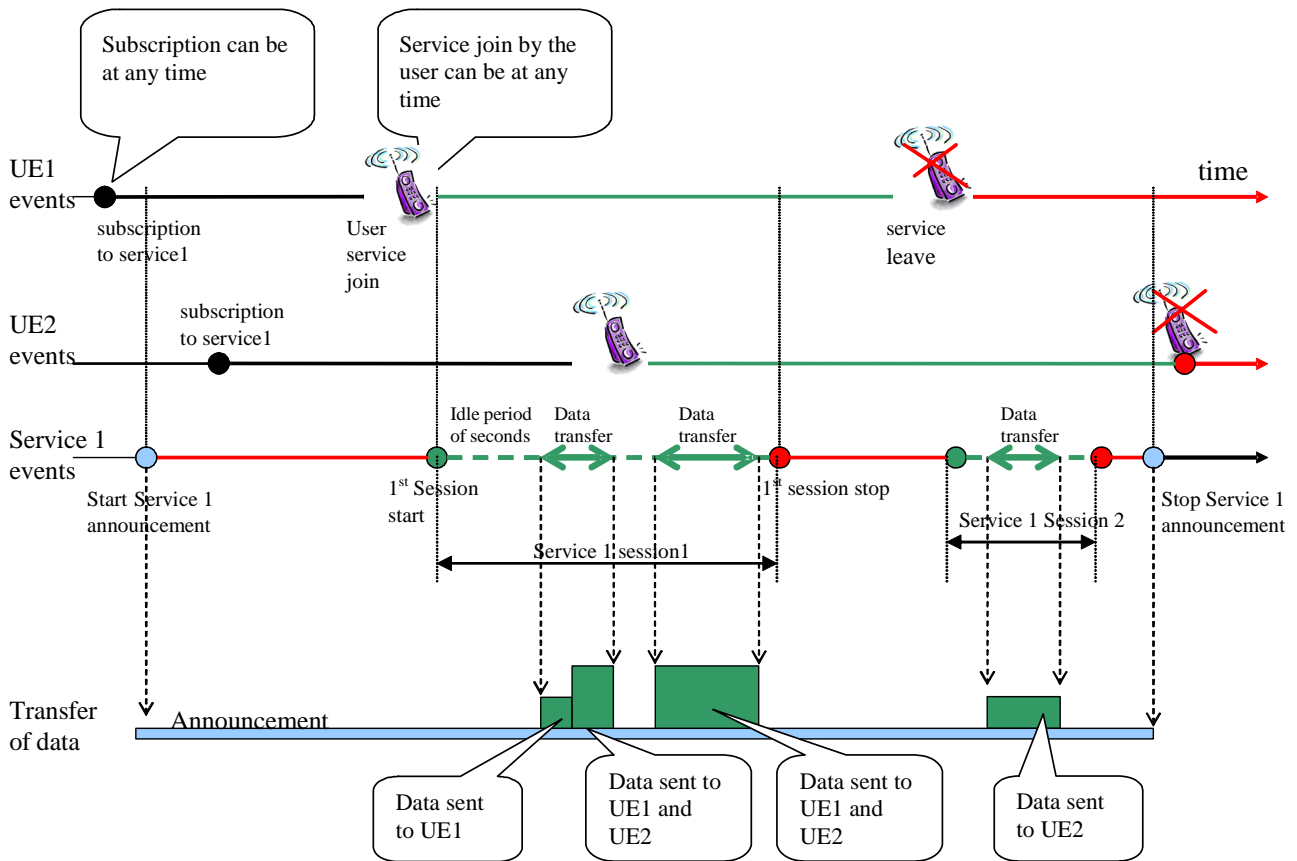 Subscription can be
at any time
Service join by the
user can be at any
time
UE1
events
time
subscription
to service1
User
service
join
service
leave
UE2
events
subscription
to service1
Service 1
events
Idle period
of seconds
Data
transfer
Data
transfer
Data
transfer
Start Service 1
announcement
1st Session
start
1st session stop
Stop Service 1
announcement
Service 1 Session 2
Service 1 session1
Transfer
of data
Announcement
Data sent
to UE1
Data sent to
UE1 and
UE2
Data sent to
UE1 and
UE2
Data sent
to UE2